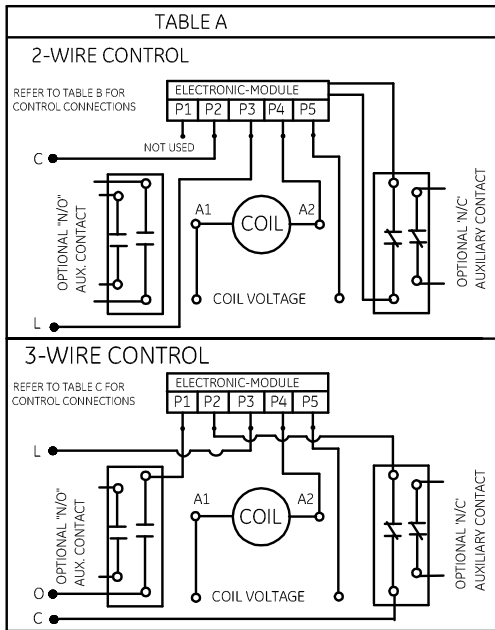 TABLE A
2-WIRE CONTROL
REFER TO TABLE B FOR
CONTROL CONNECTIONS
ELECTRONIC-MODULE
P1 P2 P3 P4 P5
NOT USED
C
OPTIONAL "N/O"
AUX. CONTACT
A1
COIL
A2
COIL VOLTAGE
OPTIONAL 'N/C'
AUXILIARY CONTACT
L
3-WIRE CONTROL
REFER TO TABLE C FOR
CONTROL CONNECTIONS
ELECTRONIC-MODULE
P1 P2 P3 P4 P5
L
OPTIONAL "N/O"
AUX. CONTACT
A1
COIL
A2
COIL VOLTAGE
OPTIONAL 'N/C'
AUXILIARY CONTACT
O
C